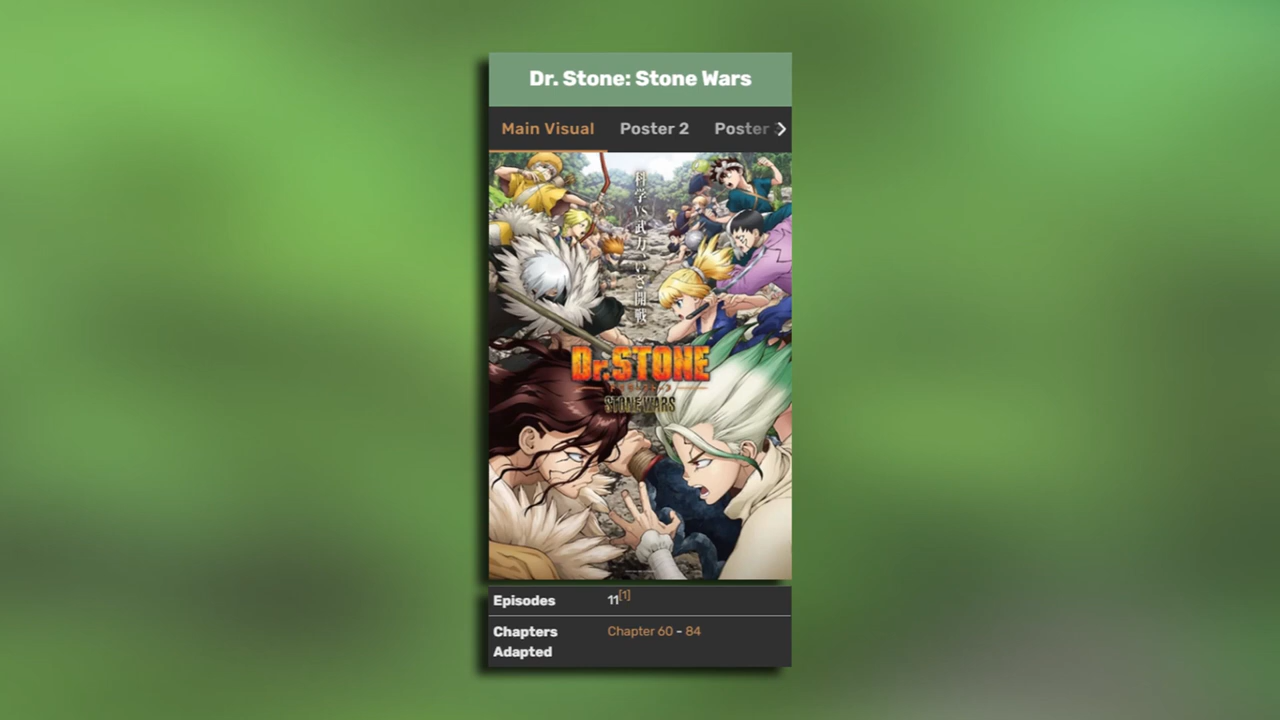 Dr. Stone: Stone Wars
Main Visual Poster 2 Poster
科学VS武力、いざ開戦
Dr.STONE
STONE WARS
Episodes 11[1]
Chapters Adapted Chapter 60 - 84